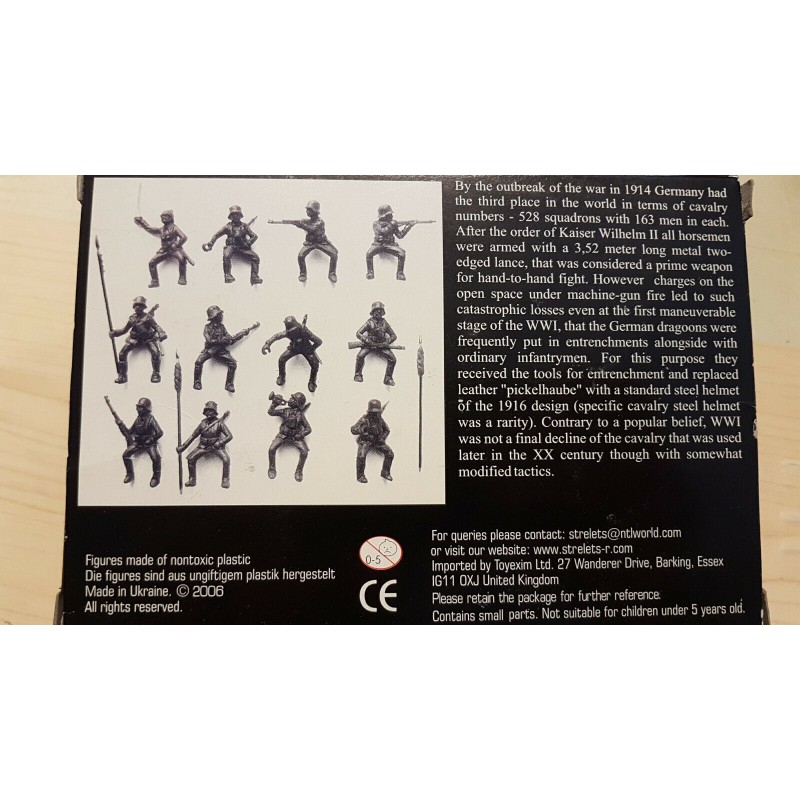 By the outbreak of the war in 1914 Germany had
the third place in the world in terms of cavalry
numbers - 528 squadrons with 163 men in each.
After the order of Kaiser Wilhelm II all horsemen
were armed with a 3,52 meter long metal two-
edged lance, that was considered a prime weapon
for hand-to-hand fight. However charges on the
open space under machine-gun fire led to such
catastrophic losses even at the first maneuverable
stage of the WWI, that the German dragoons were
frequently put in entrenchments alongside with
ordinary infantrymen. For this purpose they
received the tools for entrenchment and replaced
leather "pickelhaube" with a standard steel helmet
of the 1916 design (specific cavalry steel helmet
was a rarity). Contrary to a popular belief, WWI
was not a final decline of the cavalry that was used
later in the XX century though with somewhat
modified tactics.
Figures made of nontoxic plastic
Die figures sind aus ungiftigem plastik hergestelt
Made in Ukraine. © 2006
All rights reserved.
0-5
CE
For queries please contact: strelets@ntlworld.com
or visit our website: www.strelets-r.com
Imported by Toyexim Ltd. 27 Wanderer Drive, Barking, Essex
IG11 0XJ United Kingdom
Please retain the package for further reference.
Contains small parts. Not suitable for children under 5 years old.